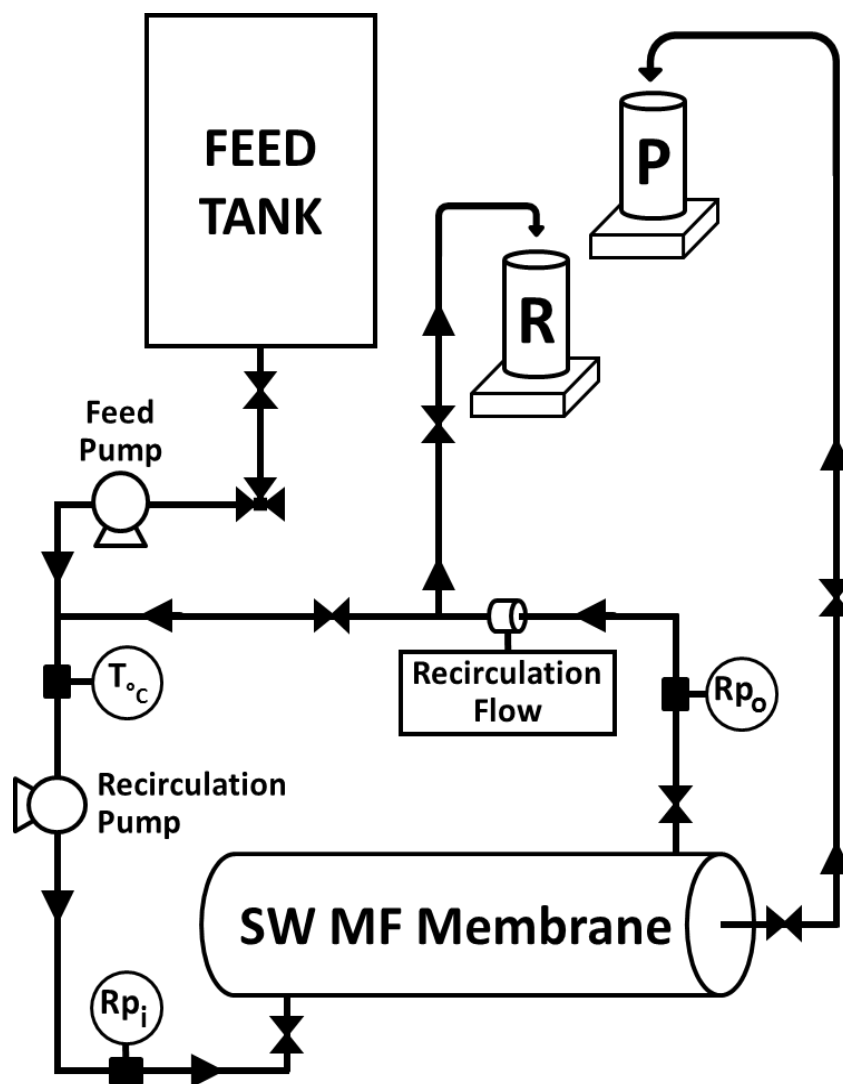 FEED
TANK
P
R
Feed
Pump
T°C
Recirculation
Flow
Rpo
Recirculation
Pump
SW MF Membrane
Rpi